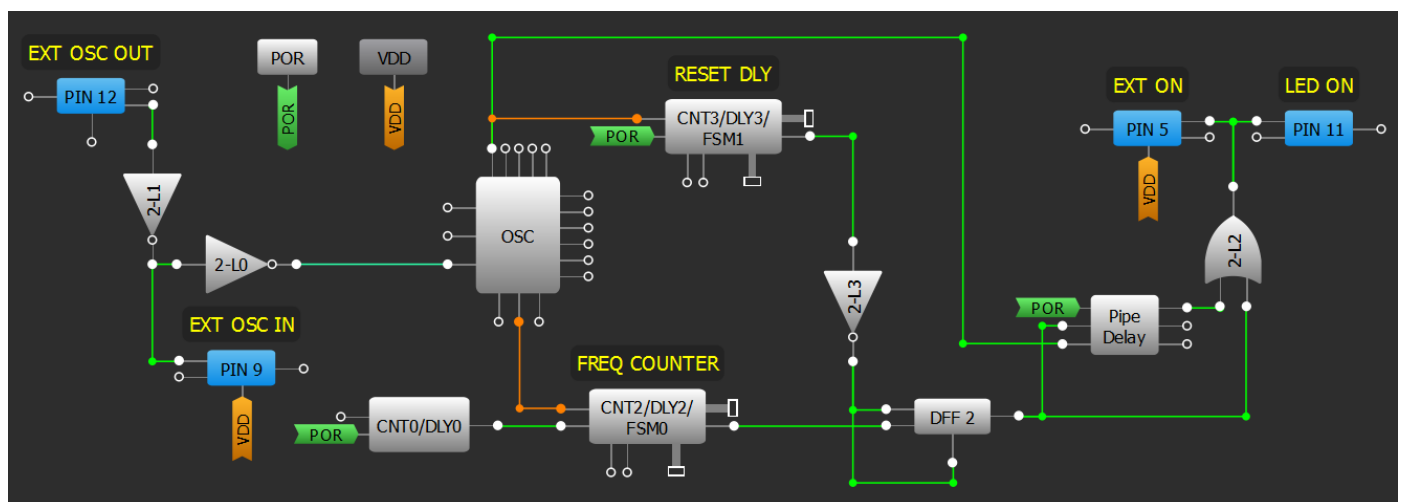 EXT OSC OUT
PIN 12
POR
POR
VDD
VDD
2-L1
2-L0
EXT OSC IN
PIN 9
VDD
OSC
POR
CNT0/DLY0
RESET DLY
POR
CNT3/DLY3/
FSM1
FREQ COUNTER
CNT2/DLY2/
FSM0
2-L3
DFF 2
POR
Pipe
Delay
2-L2
EXT ON
PIN 5
VDD
LED ON
PIN 11